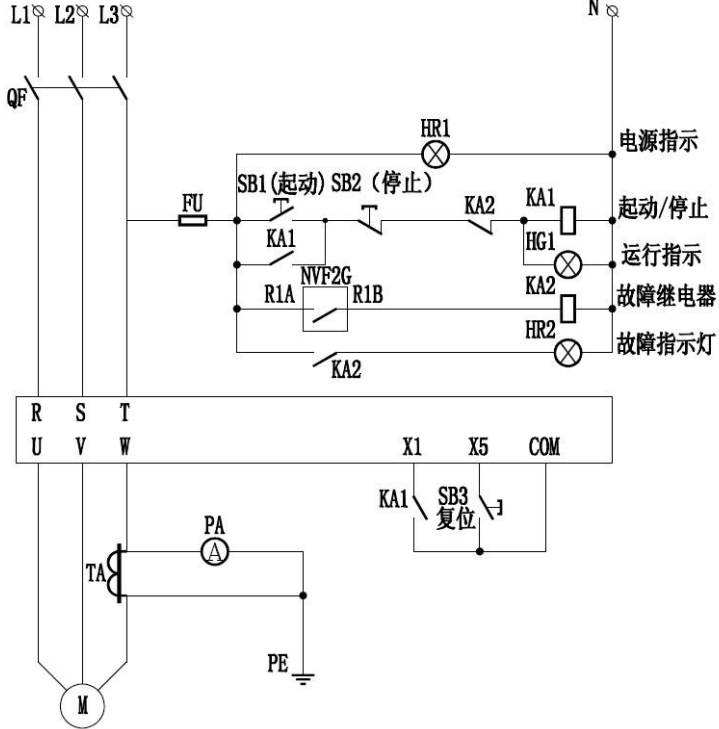 L1 L2 L3 N
QF
HR1 电源指示
SB1(起动) SB2（停止）
FU KA2 KA1 起动/停止
KA1 HG1 运行指示
NVF2G KA2
R1A R1B 故障继电器
HR2 故障指示灯
KA2
R S T
U V W X1 X5 COM
KA1 SB3
复位
PA
A
TA
PE
M